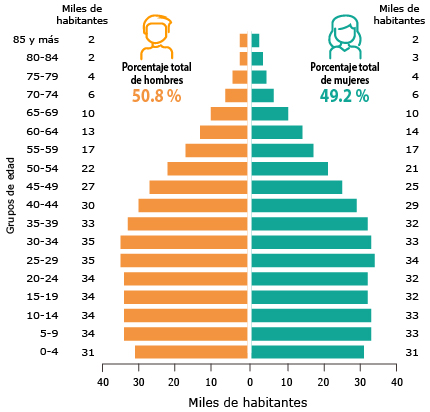 Miles de
habitantes
Miles de
habitantes
Porcentaje total
de hombres
50.8 %
Porcentaje total
de mujeres
49.2 %
Grupos de edad
85 y más 2 2
80-84 2 3
75-79 4 4
70-74 6 6
65-69 10 10
60-64 13 14
55-59 17 17
50-54 22 21
45-49 27 25
40-44 30 29
35-39 33 32
30-34 35 33
25-29 35 34
20-24 34 32
15-19 34 32
10-14 34 33
5-9 34 33
0-4 31 31
40 30 20 10 0 10 20 30 40
Miles de habitantes